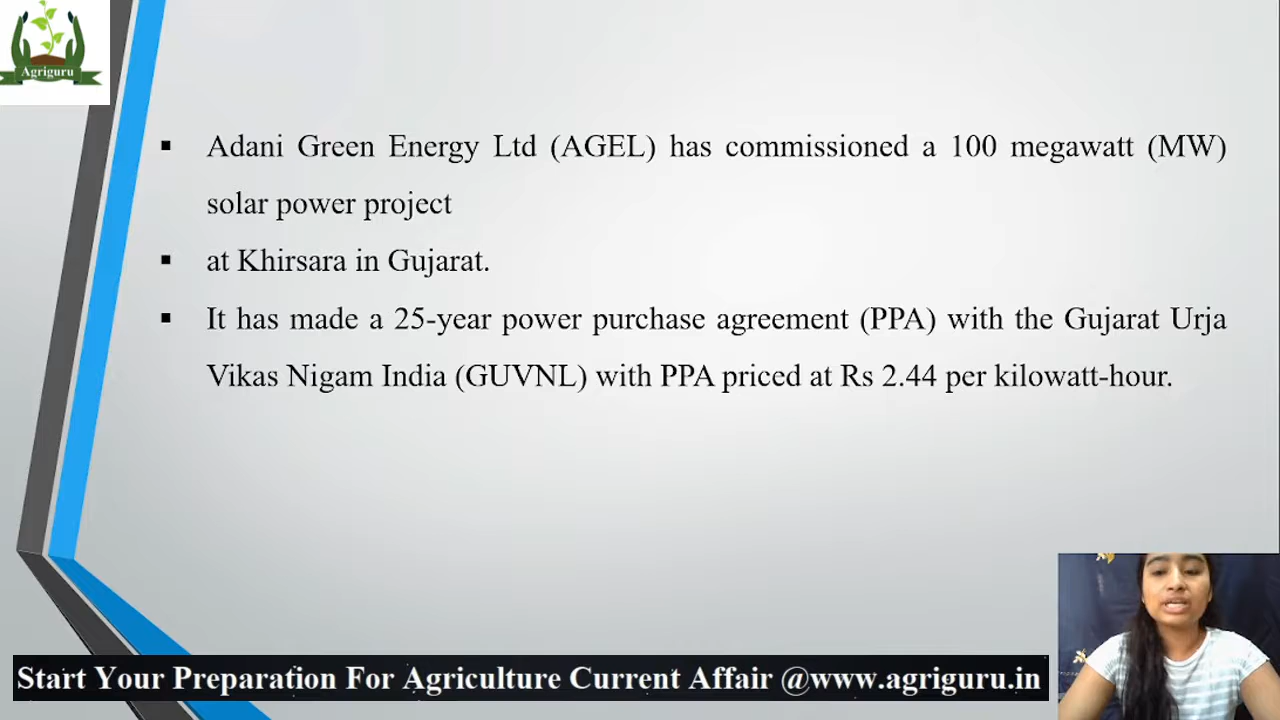 Agriguru
▪ Adani Green Energy Ltd (AGEL) has commissioned a 100 megawatt (MW)
solar power project
▪ at Khirsara in Gujarat.
▪ It has made a 25-year power purchase agreement (PPA) with the Gujarat Urja
Vikas Nigam India (GUVNL) with PPA priced at Rs 2.44 per kilowatt-hour.
Start Your Preparation For Agriculture Current Affair @www.agriguru.in